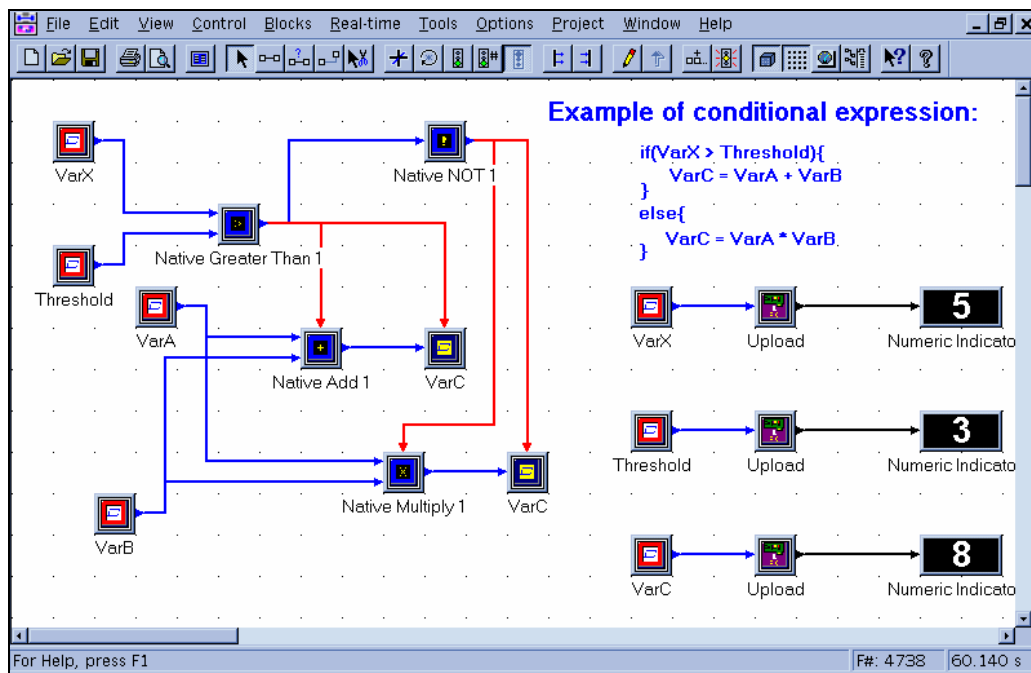 File Edit View Control Blocks Real-time Tools Options Project Window Help
Example of conditional expression:
if(VarX > Threshold){
VarC = VarA + VarB
}
else{
VarC = VarA * VarB
}
VarX
Native NOT 1
Native Greater Than 1
Threshold
VarA
Native Add 1
VarC
Native Multiply 1
VarC
VarB
5
VarX
Upload
Numeric Indicato
3
Threshold
Upload
Numeric Indicato
8
VarC
Upload
Numeric Indicato
For Help, press F1
F#: 4738
60.140 s